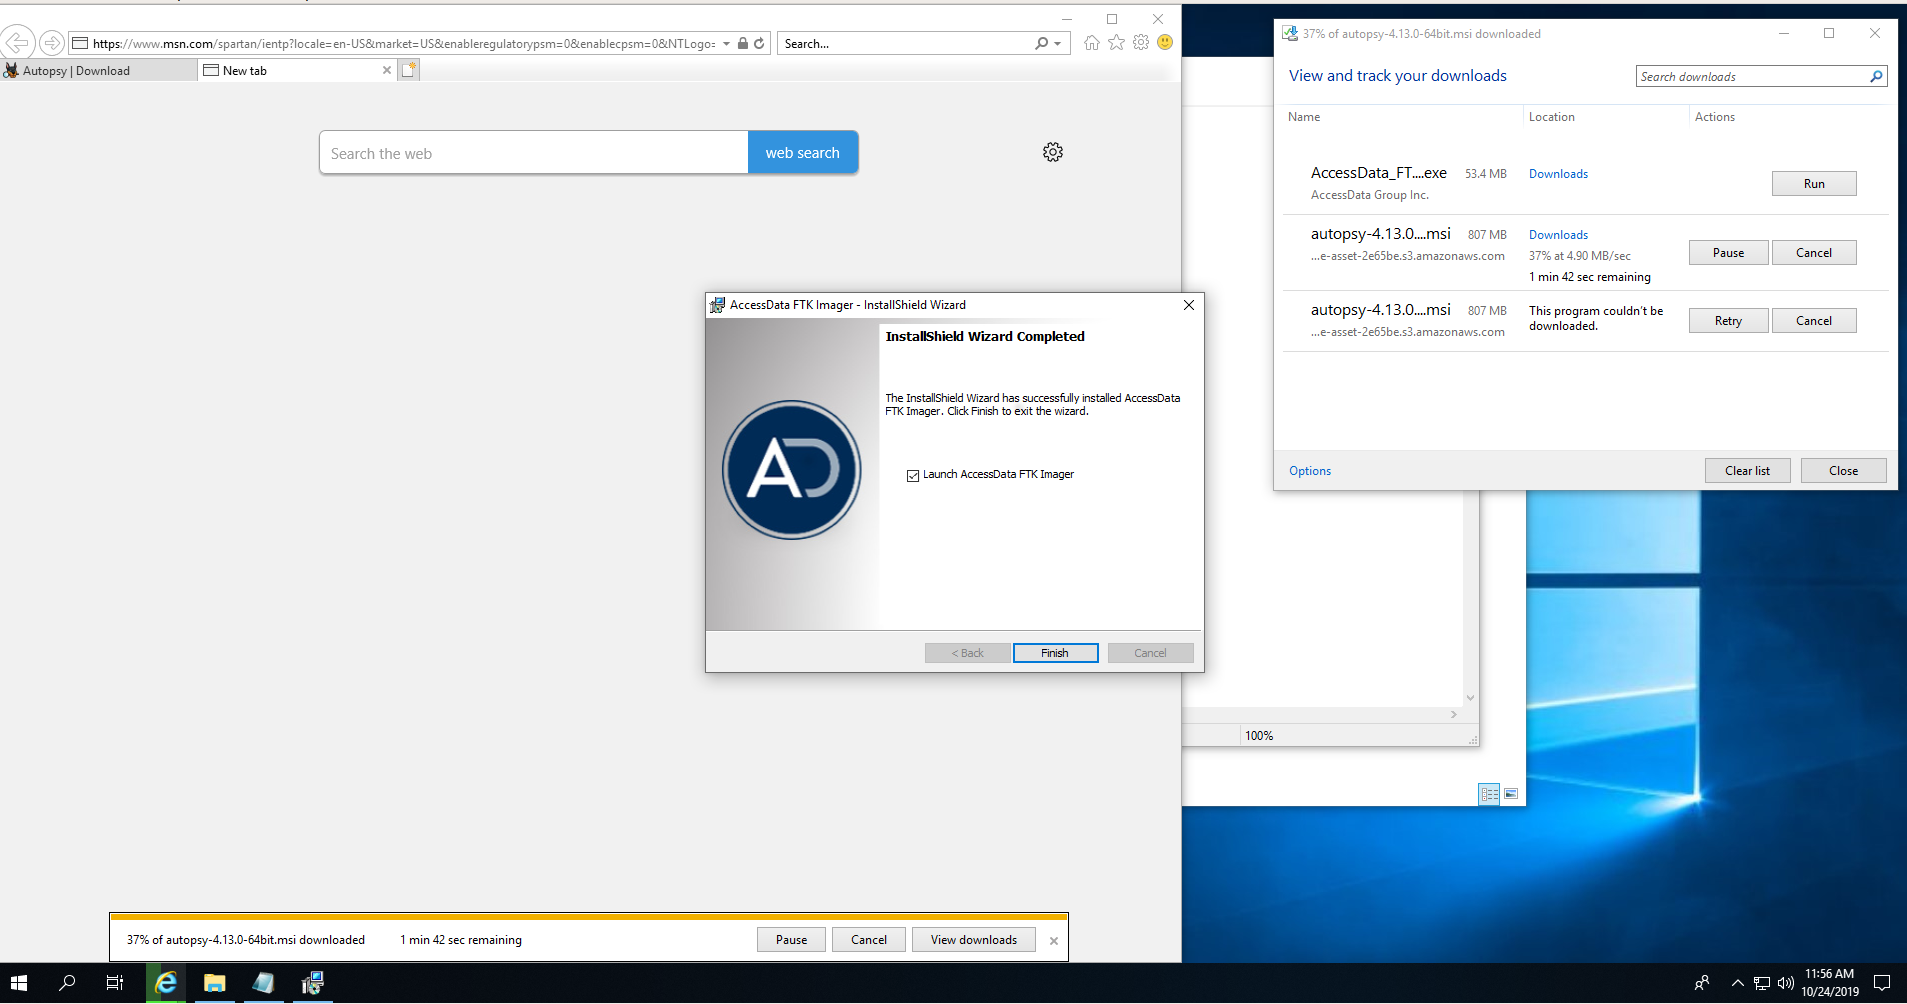 https://www.msn.com/spartan/ientp?locale=en-US&market=US&enableregulatorypsm=0&enablecpsm=0&NTLogo=
Search...
Autopsy | Download
New tab
Search the web
web search
37% of autopsy-4.13.0-64bit.msi downloaded
View and track your downloads
Search downloads
Name Location Actions
AccessData_FT....exe 53.4 MB Downloads
AccessData Group Inc.
Run
autopsy-4.13.0....msi 807 MB Downloads
...e-asset-2e65be.s3.amazonaws.com 37% at 4.90 MB/sec
1 min 42 sec remaining
Pause Cancel
autopsy-4.13.0....msi 807 MB This program couldn't be
downloaded.
...e-asset-2e65be.s3.amazonaws.com
Retry Cancel
Options Clear list Close
AccessData FTK Imager - InstallShield Wizard
InstallShield Wizard Completed
The InstallShield Wizard has successfully installed AccessData
FTK Imager. Click Finish to exit the wizard.
AD
Launch AccessData FTK Imager
< Back Finish Cancel
100%
37% of autopsy-4.13.0-64bit.msi downloaded 1 min 42 sec remaining Pause Cancel View downloads
11:56 AM
10/24/2019